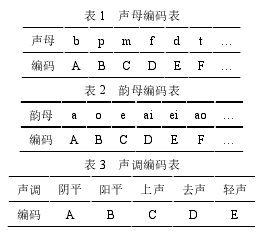 表1 声母编码表
声母 b p m f d t …
编码 A B C D E F …
表2 韵母编码表
韵母 a o e ai ei ao …
编码 A B C D E F …
表3 声调编码表
声调 阴平 阳平 上声 去声 轻声
编码 A B C D E